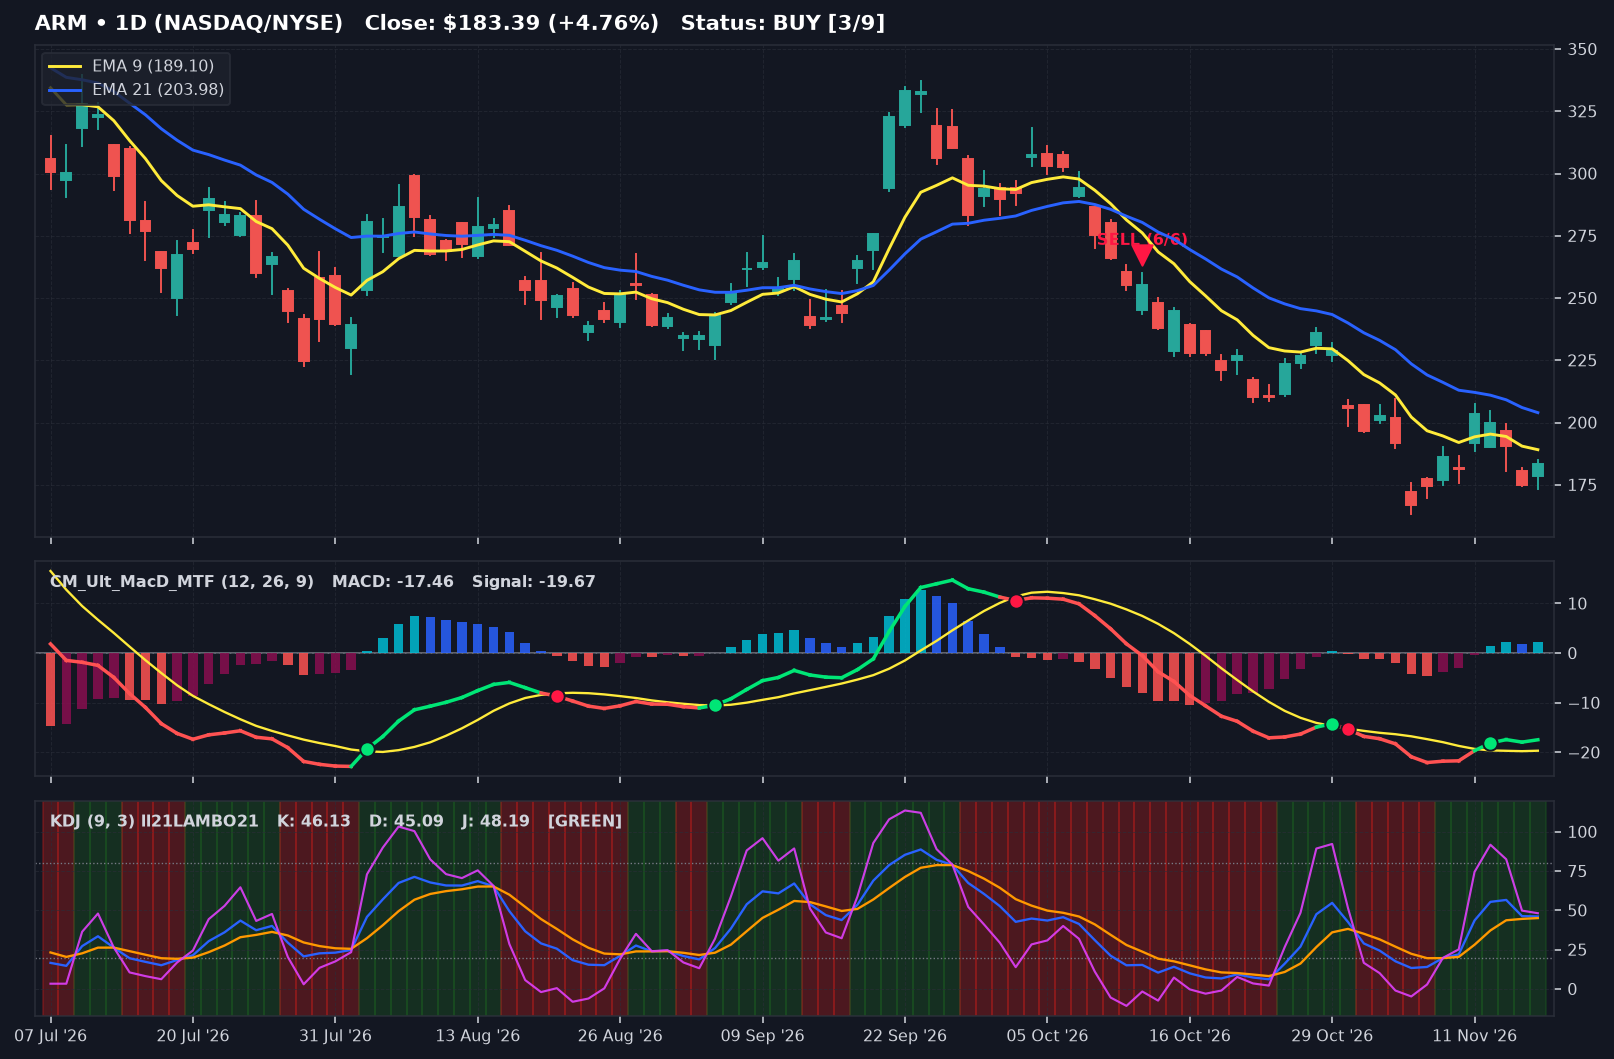 ARM • 1D (NASDAQ/NYSE)   Close: $183.39 (+4.76%)   Status: BUY [3/9]
EMA 9 (189.10)
EMA 21 (203.98)
350
325
300
275
250
225
200
175
SELL (6/6)
CM_Ult_MacD_MTF (12, 26, 9)   MACD: -17.46   Signal: -19.67
10
0
−10
−20
KDJ (9, 3) II21LAMBO21   K: 46.13   D: 45.09   J: 48.19   [GREEN]
100
75
50
25
0
07 Jul '26
20 Jul '26
31 Jul '26
13 Aug '26
26 Aug '26
09 Sep '26
22 Sep '26
05 Oct '26
16 Oct '26
29 Oct '26
11 Nov '26